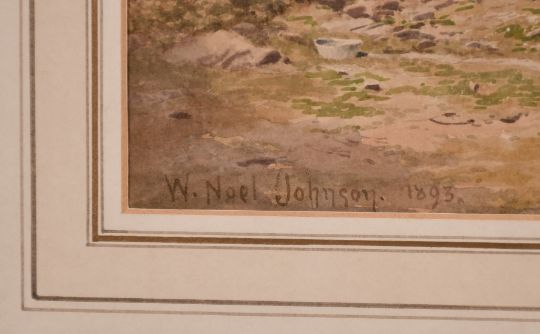 W. Noel Johnson. 1893.